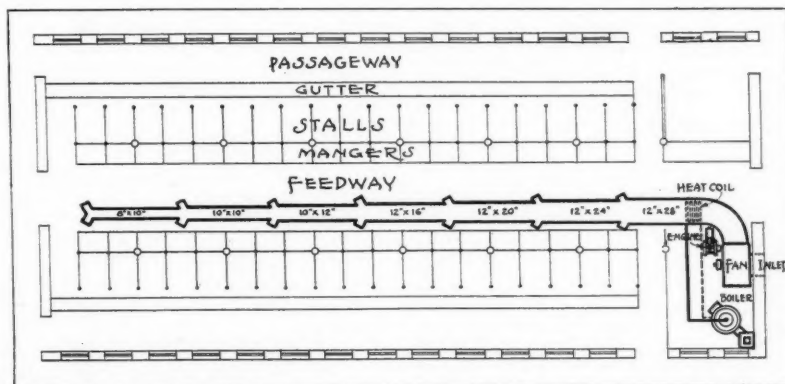 PASSAGEWAY
GUTTER
STALLS
MANGERS
FEEDWAY
HEAT COIL
8"x10" 10"x10" 10"x12" 12"x16" 12"x20" 12"x24" 12"x28"
ENGINE
FAN INLET
BOILER